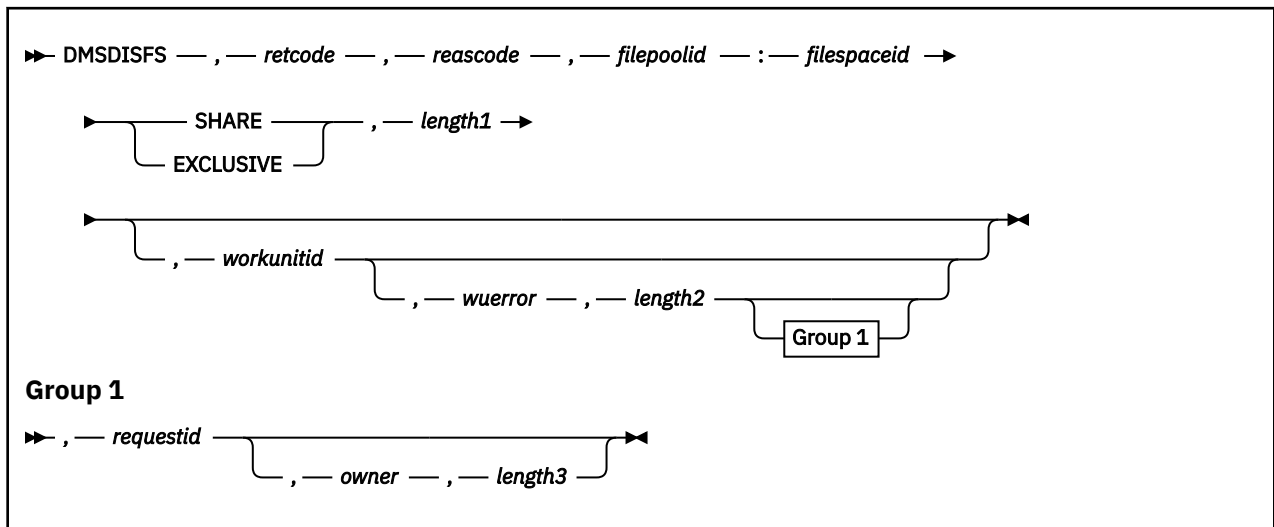 DMSDISFS , retcode , reascode , filepoolid : filespaceid
SHARE , length1
EXCLUSIVE
, workunitid
, wuerror , length2
Group 1
Group 1
, requestid
, owner , length3